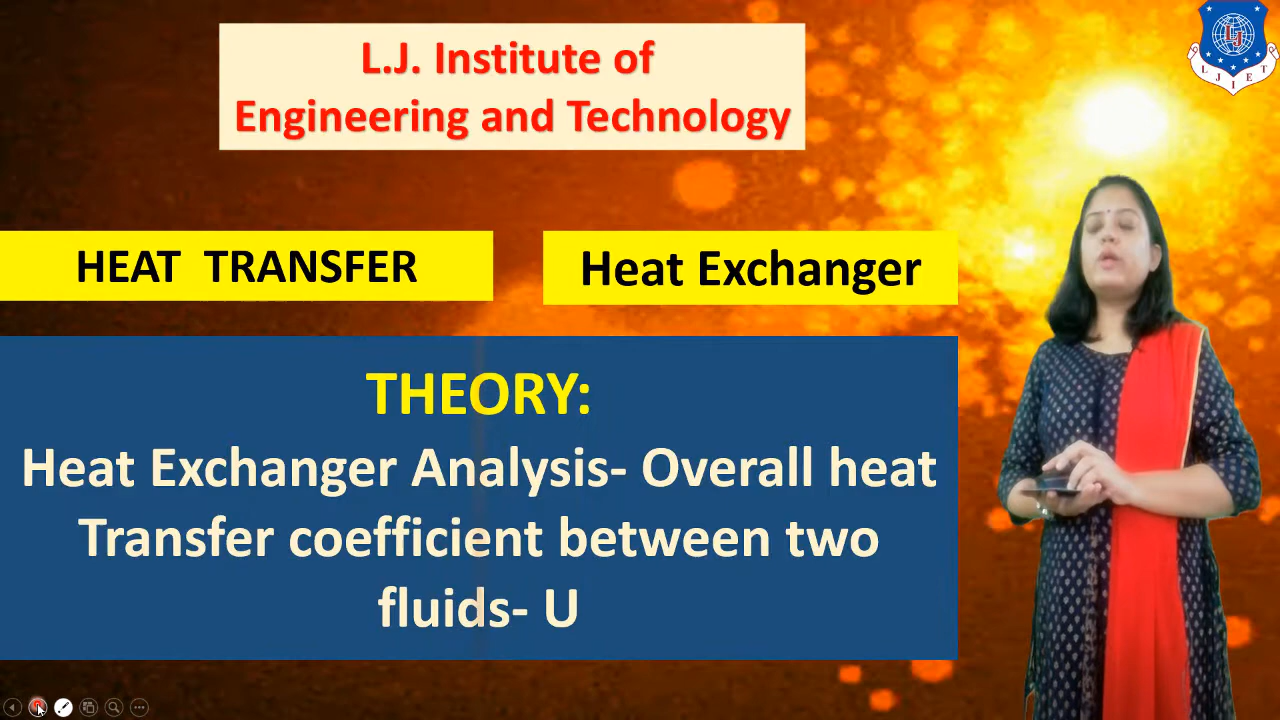 L.J. Institute of
Engineering and Technology
LJ
L J I E T
HEAT TRANSFER
Heat Exchanger
THEORY:
Heat Exchanger Analysis- Overall heat
Transfer coefficient between two
fluids- U